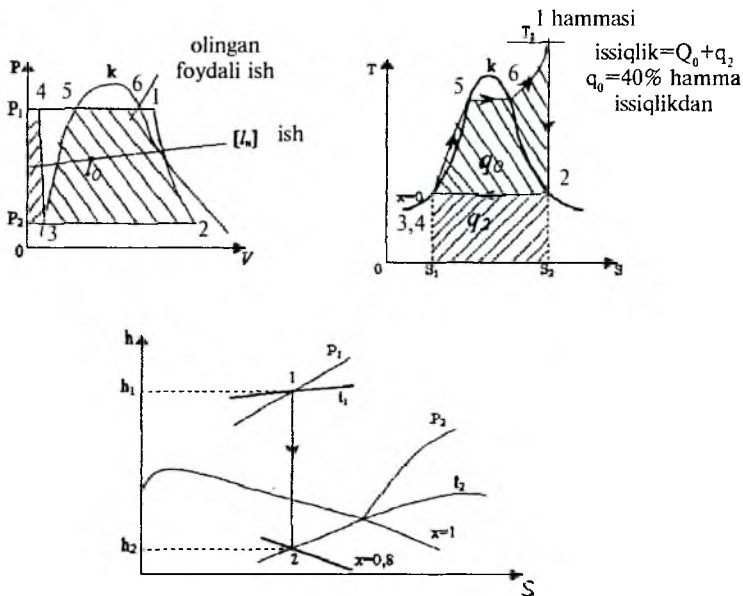 olingan
foydali ish
P
4
5
k
6
1
P₁
[lₙ] ish
l₀
P₂
3
2
0
V
1 hammasi
T₁
issiqlik=Q₀+q₂
q₀=40% hamma
issiqlikdan
T
k
5
6
q₀
2
x=0
3,4
q₂
0
S₁
S₂
S
h
P₁
1
h₁
t₁
P₂
t₂
x=1
h₂
2
x=0,8
S